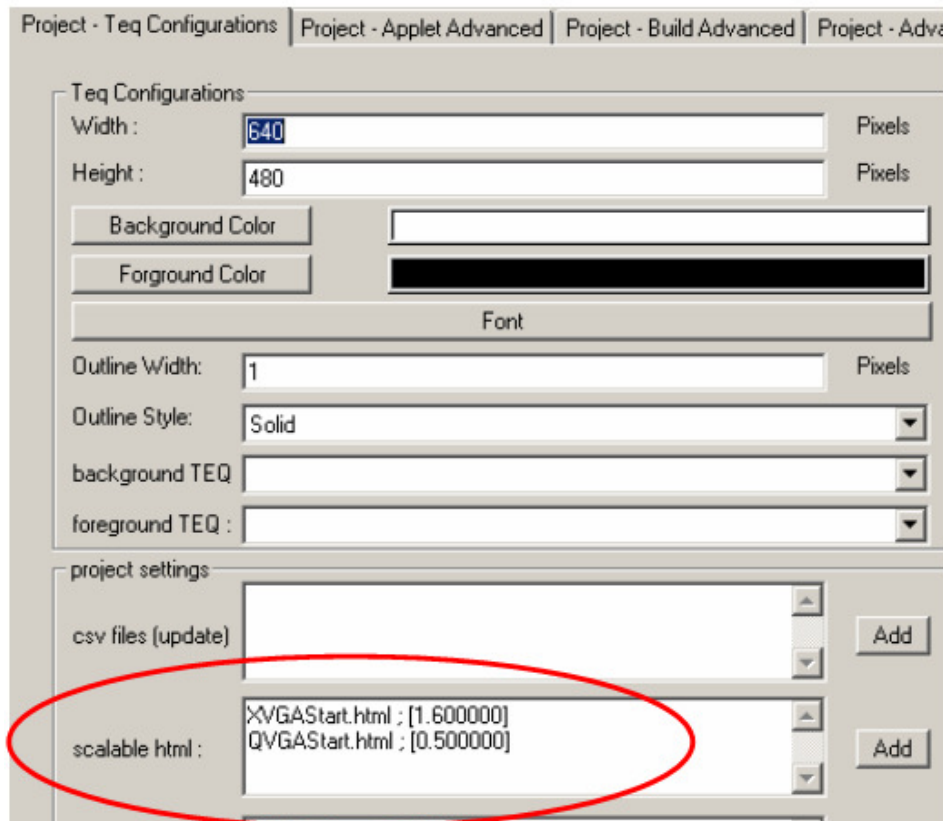 Project - Teq Configurations Project - Applet Advanced Project - Build Advanced Project -
Teq Configurations
Width : 640 Pixels
Height : 480 Pixels
Background Color
Forground Color
Font
Outline Width: 1 Pixels
Outline Style: Solid
background TEQ
foreground TEQ :
project settings
csv files (update) Add
scalable html : XVGAStart.html ; [1.600000]
QVGAStart.html ; [0.500000]
Add